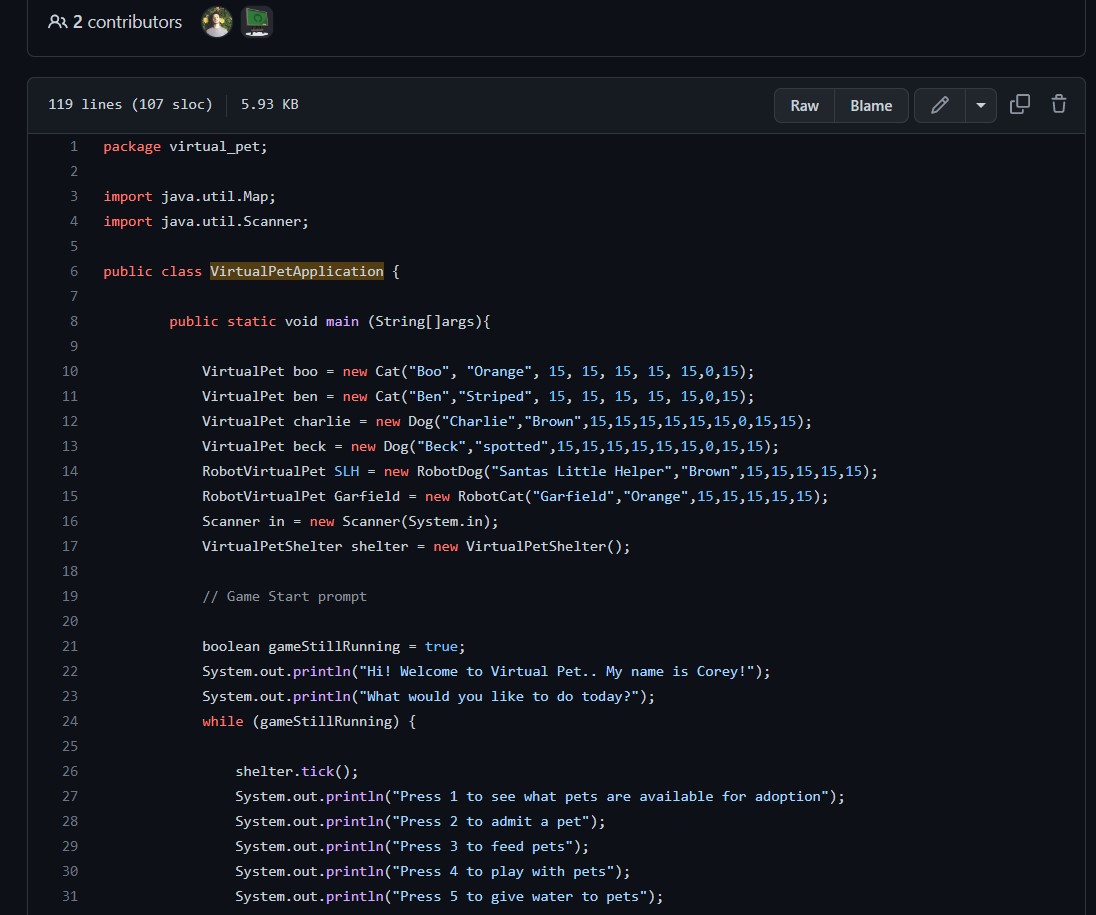 2 contributors
119 lines (107 sloc) 5.93 KB Raw Blame
1 package virtual_pet;
2
3 import java.util.Map;
4 import java.util.Scanner;
5
6 public class VirtualPetApplication {
7
8 public static void main (String[]args){
9
10 VirtualPet boo = new Cat("Boo", "Orange", 15, 15, 15, 15, 15,0,15);
11 VirtualPet ben = new Cat("Ben","Striped", 15, 15, 15, 15, 15,0,15);
12 VirtualPet charlie = new Dog("Charlie","Brown",15,15,15,15,15,15,0,15,15);
13 VirtualPet beck = new Dog("Beck","spotted",15,15,15,15,15,15,0,15,15);
14 RobotVirtualPet SLH = new RobotDog("Santas Little Helper","Brown",15,15,15,15,15);
15 RobotVirtualPet Garfield = new RobotCat("Garfield","Orange",15,15,15,15,15);
16 Scanner in = new Scanner(System.in);
17 VirtualPetShelter shelter = new VirtualPetShelter();
18
19 // Game Start prompt
20
21 boolean gameStillRunning = true;
22 System.out.println("Hi! Welcome to Virtual Pet.. My name is Corey!");
23 System.out.println("What would you like to do today?");
24 while (gameStillRunning) {
25
26 shelter.tick();
27 System.out.println("Press 1 to see what pets are available for adoption");
28 System.out.println("Press 2 to admit a pet");
29 System.out.println("Press 3 to feed pets");
30 System.out.println("Press 4 to play with pets");
31 System.out.println("Press 5 to give water to pets");